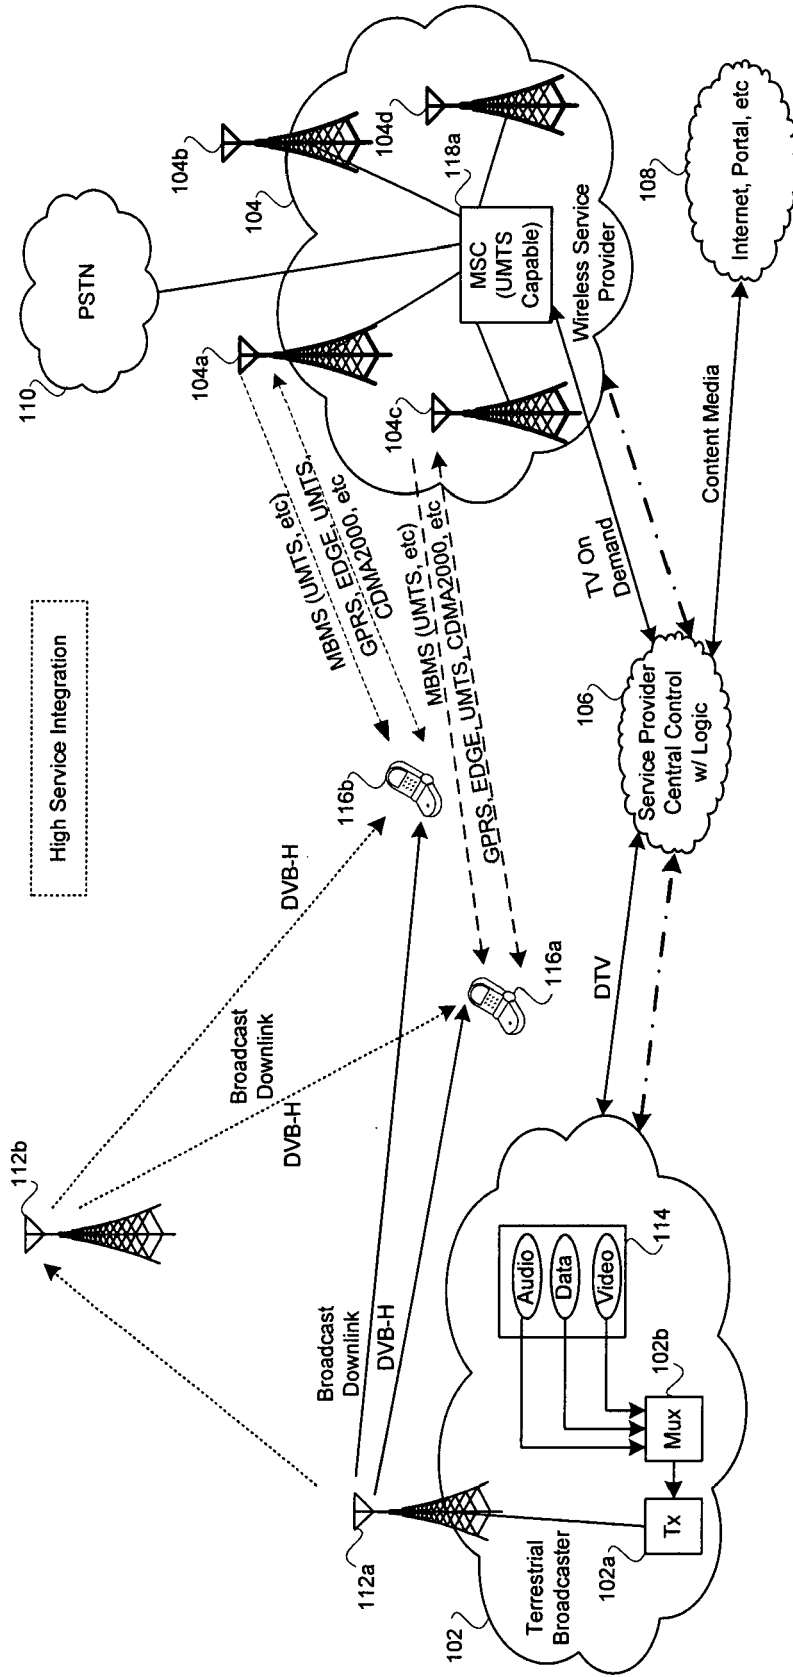 High Service Integration
110
PSTN
112b
104b
104a
104
104d
104c
118a
MSC
(UMTS
Capable)
Wireless Service
Provider
108
Internet, Portal, etc
MBMS (UMTS, etc)
GPRS, EDGE, UMTS,
CDMA2000, etc
MBMS (UMTS, etc)
GPRS, EDGE, UMTS, CDMA2000, etc
116b
116a
DVB-H
Broadcast
Downlink
DVB-H
Broadcast
Downlink
DVB-H
TV On
Demand
Content Media
106
Service Provider
Central Control
w/ Logic
DTV
112a
102
Terrestrial
Broadcaster
102a
Tx
102b
Mux
114
Audio
Data
Video